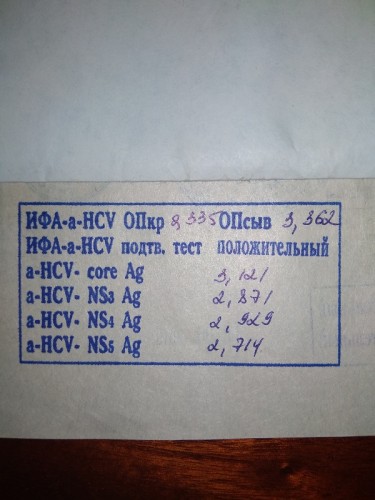 ИФА-а-HCV ОПкр 0,335 ОПсыв 3,362
ИФА-а-HCV подтв. тест положительный
а-HCV- core Ag 3,121
а-HCV- NS3 Ag 2,871
а-HCV- NS4 Ag 2,929
а-HCV- NS5 Ag 2,714